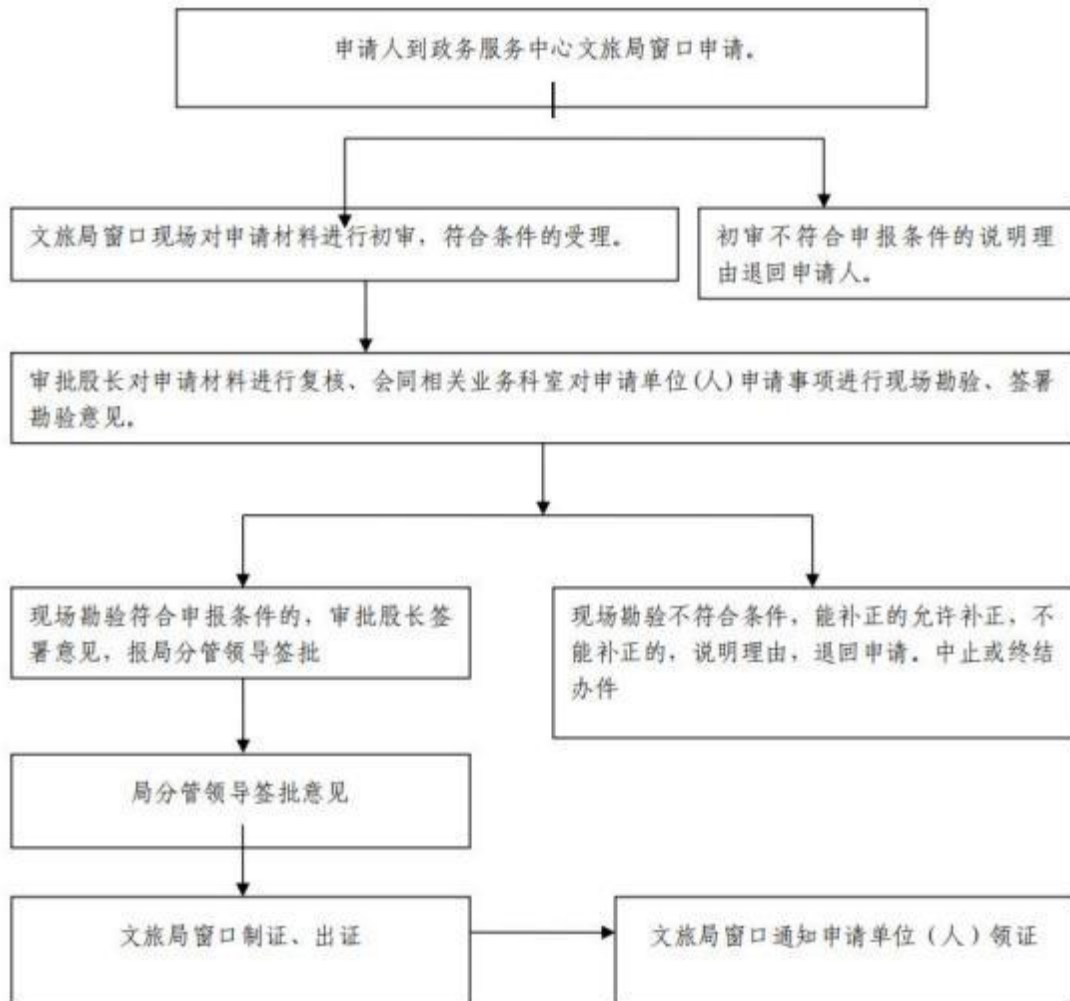 申请人到政务服务中心文旅局窗口申请。
文旅局窗口现场对申请材料进行初审，符合条件的受理。
初审不符合申报条件的说明理
由退回申请人。
审批股长对申请材料进行复核、会同相关业务科室对申请单位(人)申请事项进行现场勘验、签署
勘验意见。
现场勘验符合申报条件的，审批股长签
署意见，报局分管领导签批
现场勘验不符合条件，能补正的允许补正，不
能补正的，说明理由，退回申请。中止或终结
办件
局分管领导签批意见
文旅局窗口制证、出证
文旅局窗口通知申请单位（人）领证